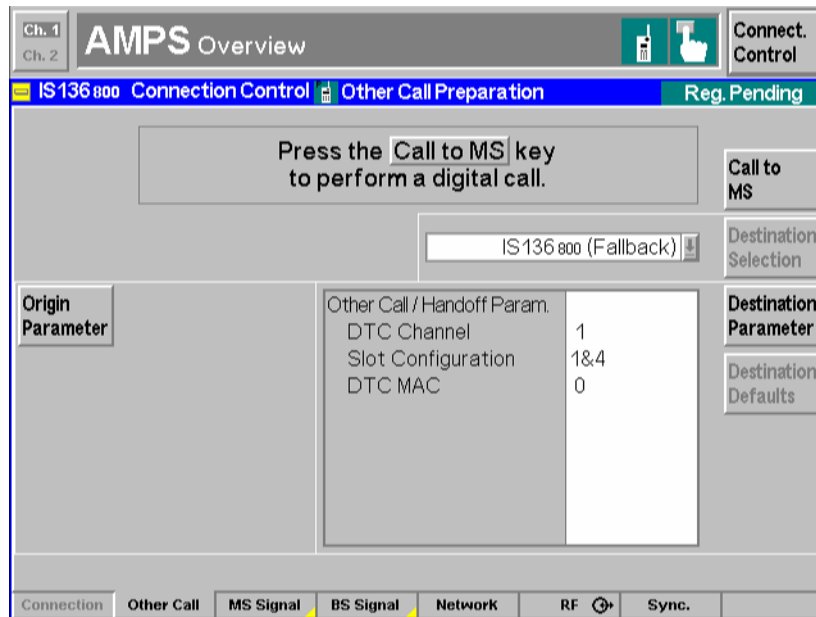 Ch. 1
Ch. 2
AMPS Overview
Connect.
Control
IS136 800 Connection Control Other Call Preparation
Reg. Pending
Press the Call to MS key
to perform a digital call.
Call to
MS
IS136 800 (Fallback)
Destination
Selection
Origin
Parameter
Other Call / Handoff Param.
DTC Channel 1
Slot Configuration 1&4
DTC MAC 0
Destination
Parameter
Destination
Defaults
Connection Other Call MS Signal BS Signal Network RF Sync.